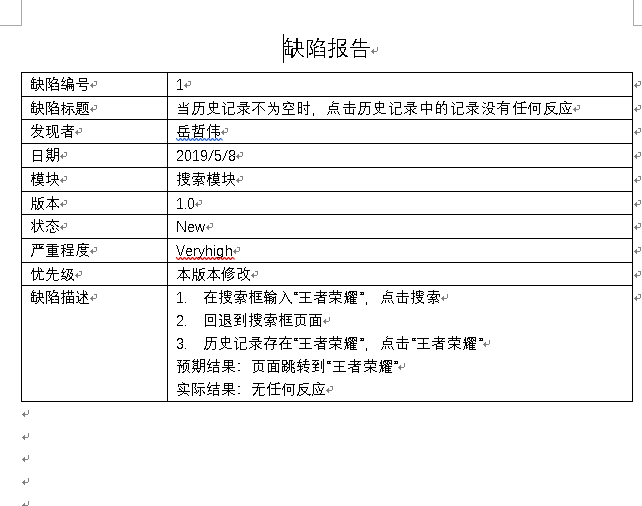 缺陷报告
缺陷编号 1
缺陷标题 当历史记录不为空时，点击历史记录中的记录没有任何反应
发现者 岳哲伟
日期 2019/5/8
模块 搜索模块
版本 1.0
状态 New
严重程度 Veryhigh
优先级 本版本修改
缺陷描述 1. 在搜索框输入“王者荣耀”，点击搜索
2. 回退到搜索框页面
3. 历史记录存在“王者荣耀”，点击“王者荣耀”
预期结果：页面跳转到“王者荣耀”
实际结果：无任何反应